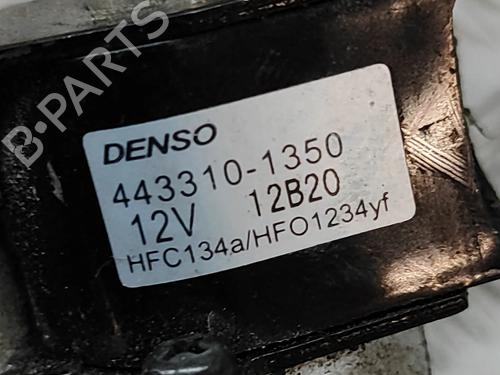 B-PARTS
DENSO
443310-1350
12V 12B20
HFC134a/HFO1234yf